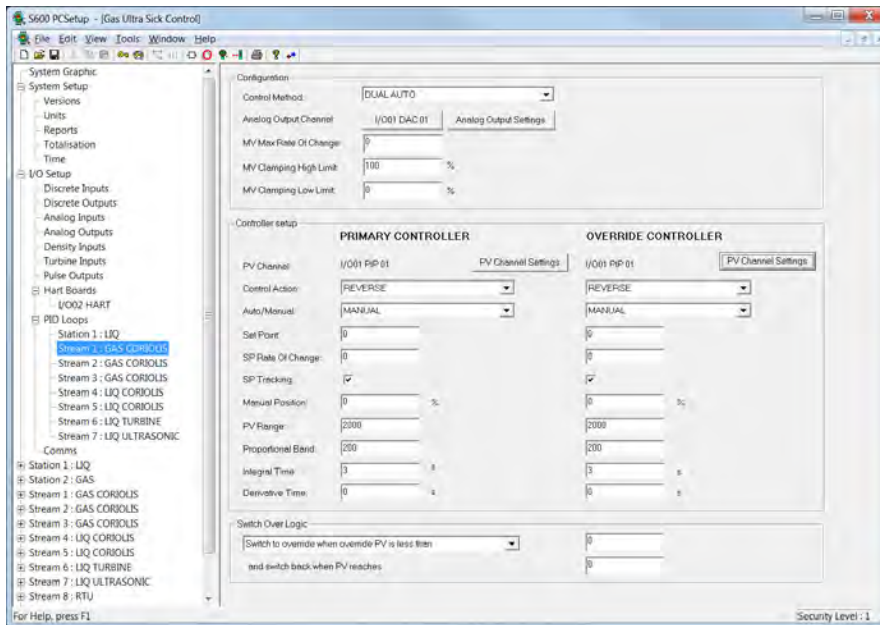 S600 PCSetup - [Gas Ultra Sick Control]
File Edit View Tools Window Help
System Graphic
System Setup
Versions
Units
Reports
Totalisation
Time
I/O Setup
Discrete Inputs
Discrete Outputs
Analog Inputs
Analog Outputs
Density Inputs
Turbine Inputs
Pulse Outputs
Hart Boards
I/O02 HART
PID Loops
Station 1 : LIQ
Stream 1 : GAS CORIOLIS
Stream 2 : GAS CORIOLIS
Stream 3 : GAS CORIOLIS
Stream 4 : LIQ CORIOLIS
Stream 5 : LIQ CORIOLIS
Stream 6 : LIQ TURBINE
Stream 7 : LIQ ULTRASONIC
Comms
Station 1 : LIQ
Station 2 : GAS
Stream 1 : GAS CORIOLIS
Stream 2 : GAS CORIOLIS
Stream 3 : GAS CORIOLIS
Stream 4 : LIQ CORIOLIS
Stream 5 : LIQ CORIOLIS
Stream 6 : LIQ TURBINE
Stream 7 : LIQ ULTRASONIC
Stream 8 : RTU
Configuration
Control Method: DUAL AUTO
Analog Output Channel I/O01 DAC 01 Analog Output Settings
MV Max Rate Of Change: 0
MV Clamping High Limit: 100 %
MV Clamping Low Limit: 0 %
Controller setup
PRIMARY CONTROLLER OVERRIDE CONTROLLER
PV Channel: I/O01 PIP 01 PV Channel Settings I/O01 PIP 01 PV Channel Settings
Control Action: REVERSE REVERSE
Auto/Manual: MANUAL MANUAL
Set Point: 0 0
SP Rate Of Change: 0 0
SP Tracking:
Manual Position: 0 % 0 %
PV Range: 2000 2000
Proportional Band: 200 200
Integral Time: 3 s 3 s
Derivative Time: 0 s 0 s
Switch Over Logic
Switch to override when override PV is less than 0
and switch back when PV reaches 0
For Help, press F1 Security Level : 1